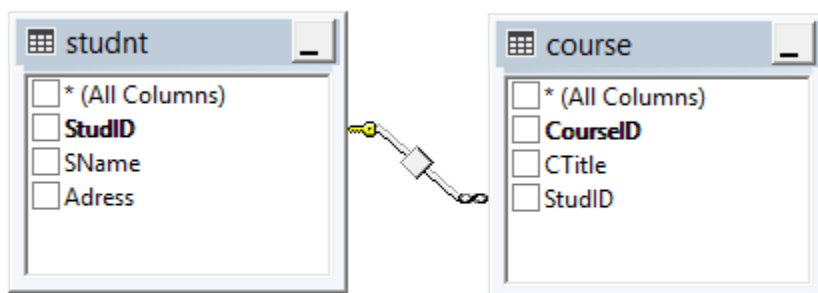 studnt
* (All Columns)
StudID
SName
Adress
course
* (All Columns)
CourseID
CTitle
StudID